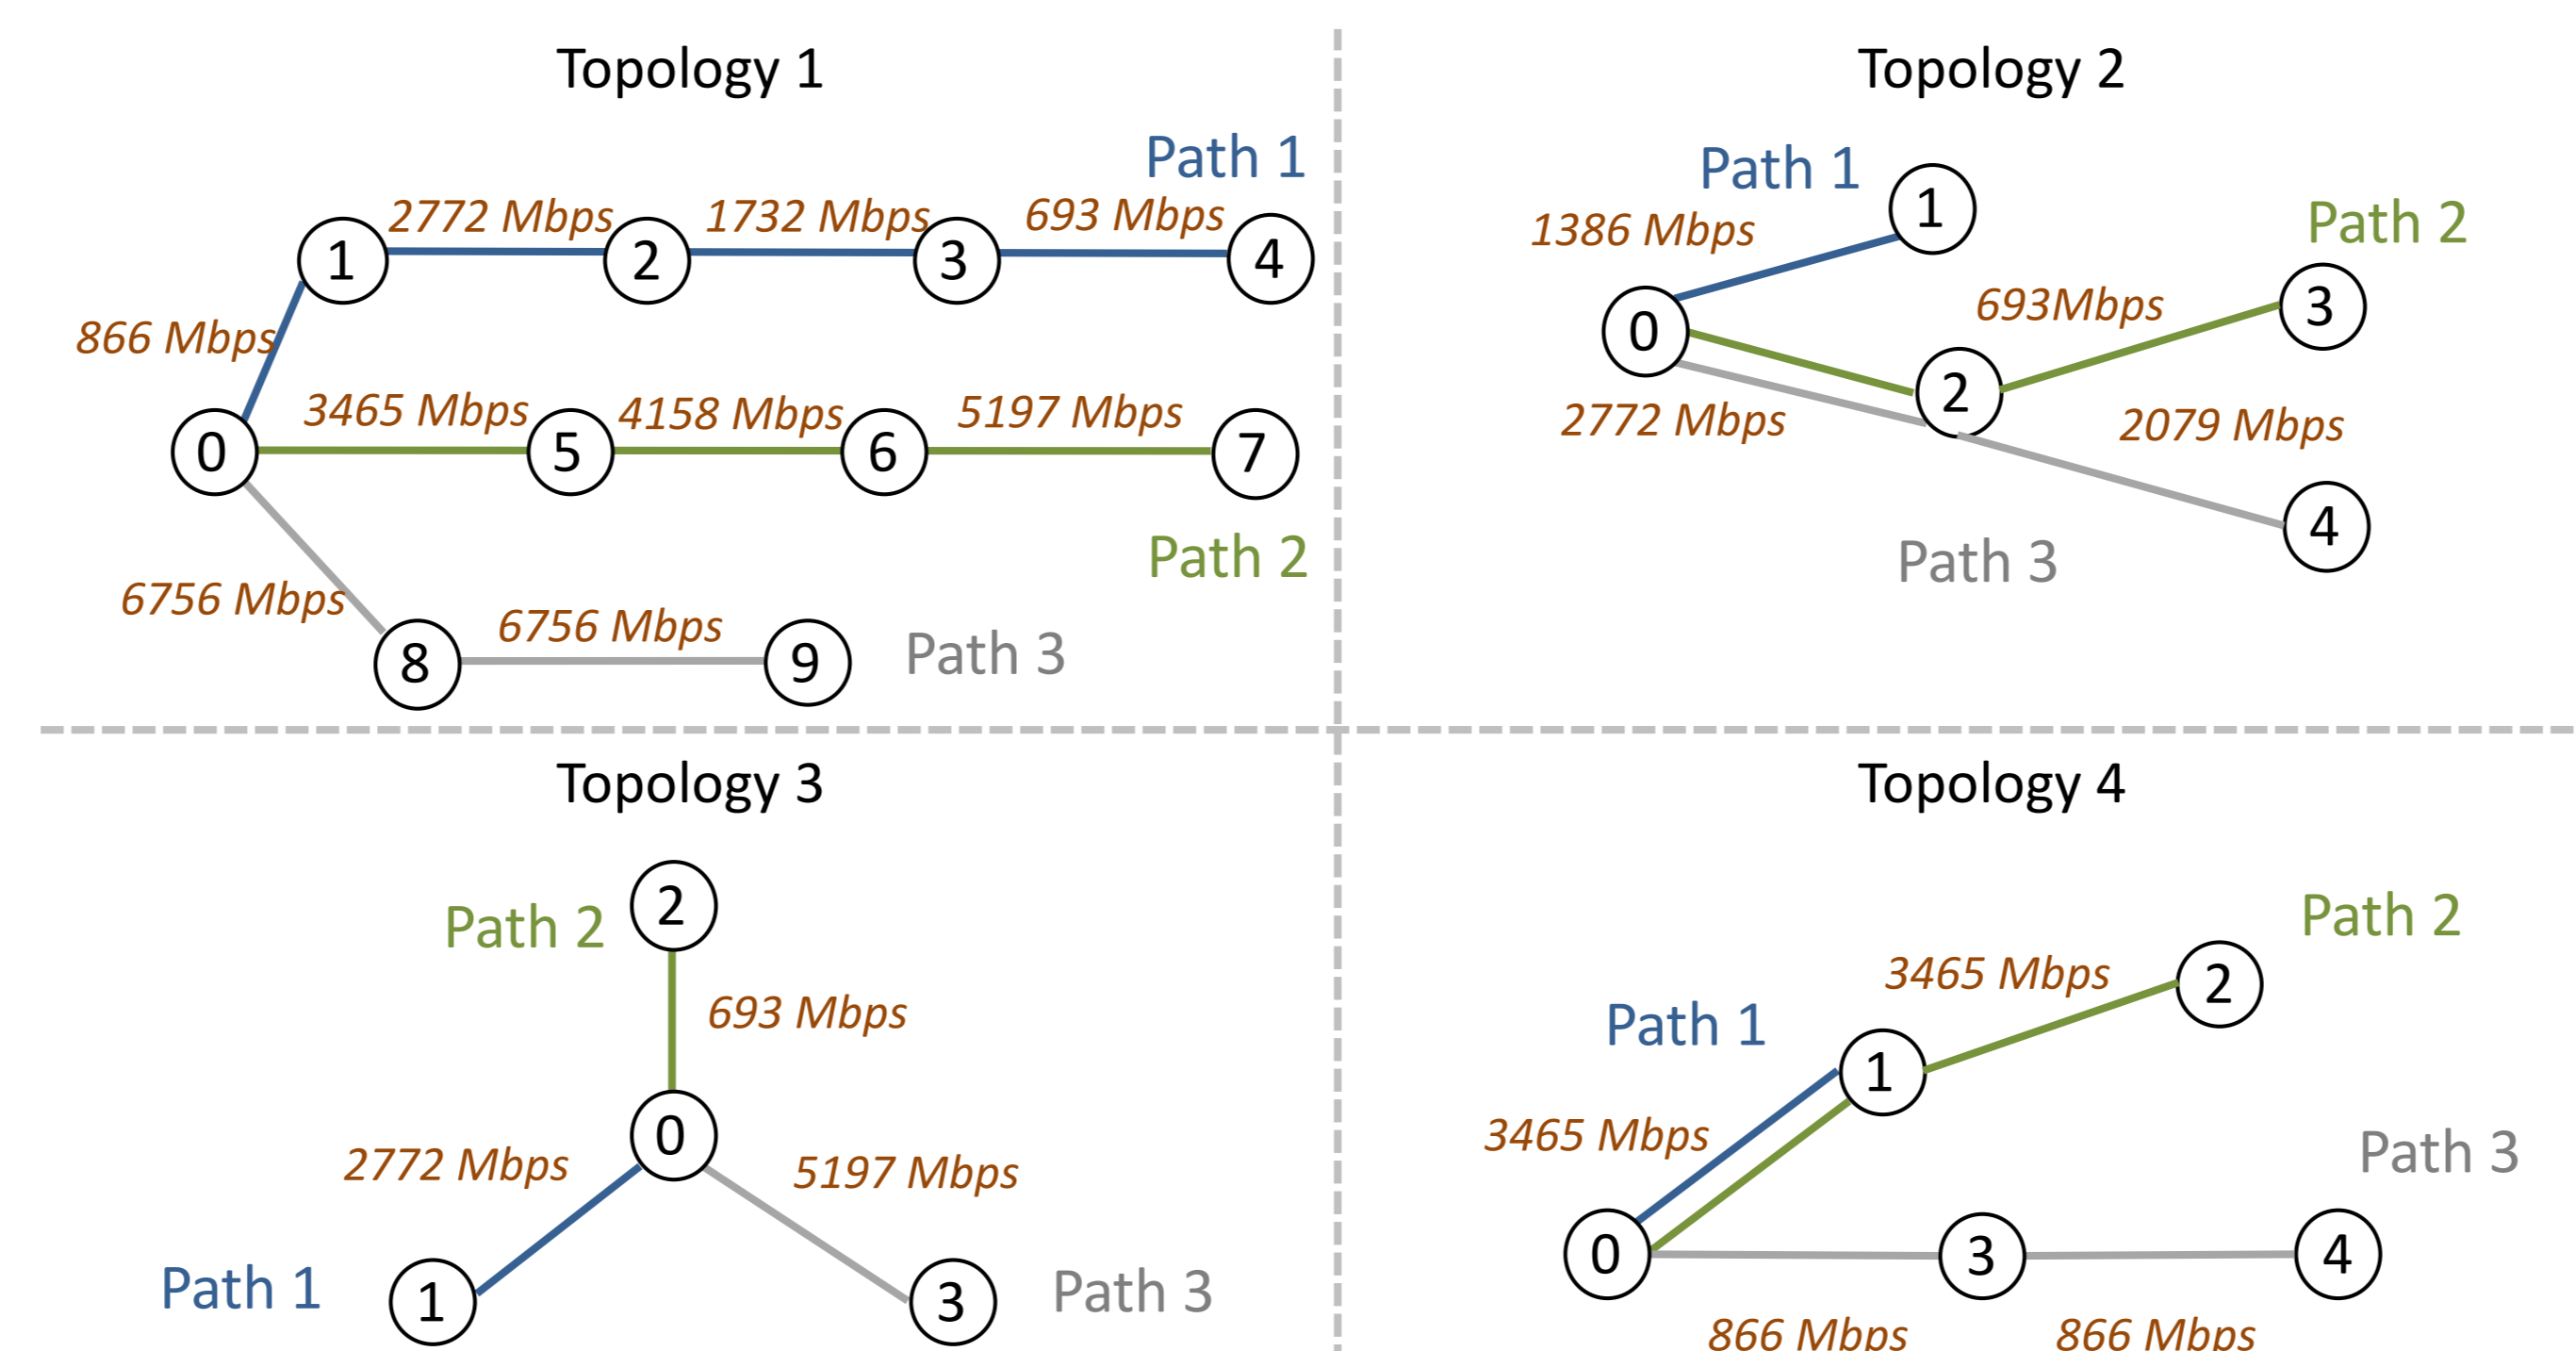 Topology 1
Path 1
2772 Mbps
1732 Mbps
693 Mbps
1
2
3
4
866 Mbps
3465 Mbps
4158 Mbps
5197 Mbps
0
5
6
7
Path 2
6756 Mbps
6756 Mbps
8
9
Path 3
Topology 2
Path 1
1
1386 Mbps
Path 2
693Mbps
3
0
2
2772 Mbps
2079 Mbps
4
Path 3
Topology 3
2
Path 2
693 Mbps
0
2772 Mbps
5197 Mbps
Path 1
1
3
Path 3
Topology 4
Path 2
3465 Mbps
2
Path 1
1
3465 Mbps
Path 3
0
3
4
866 Mbps
866 Mbps